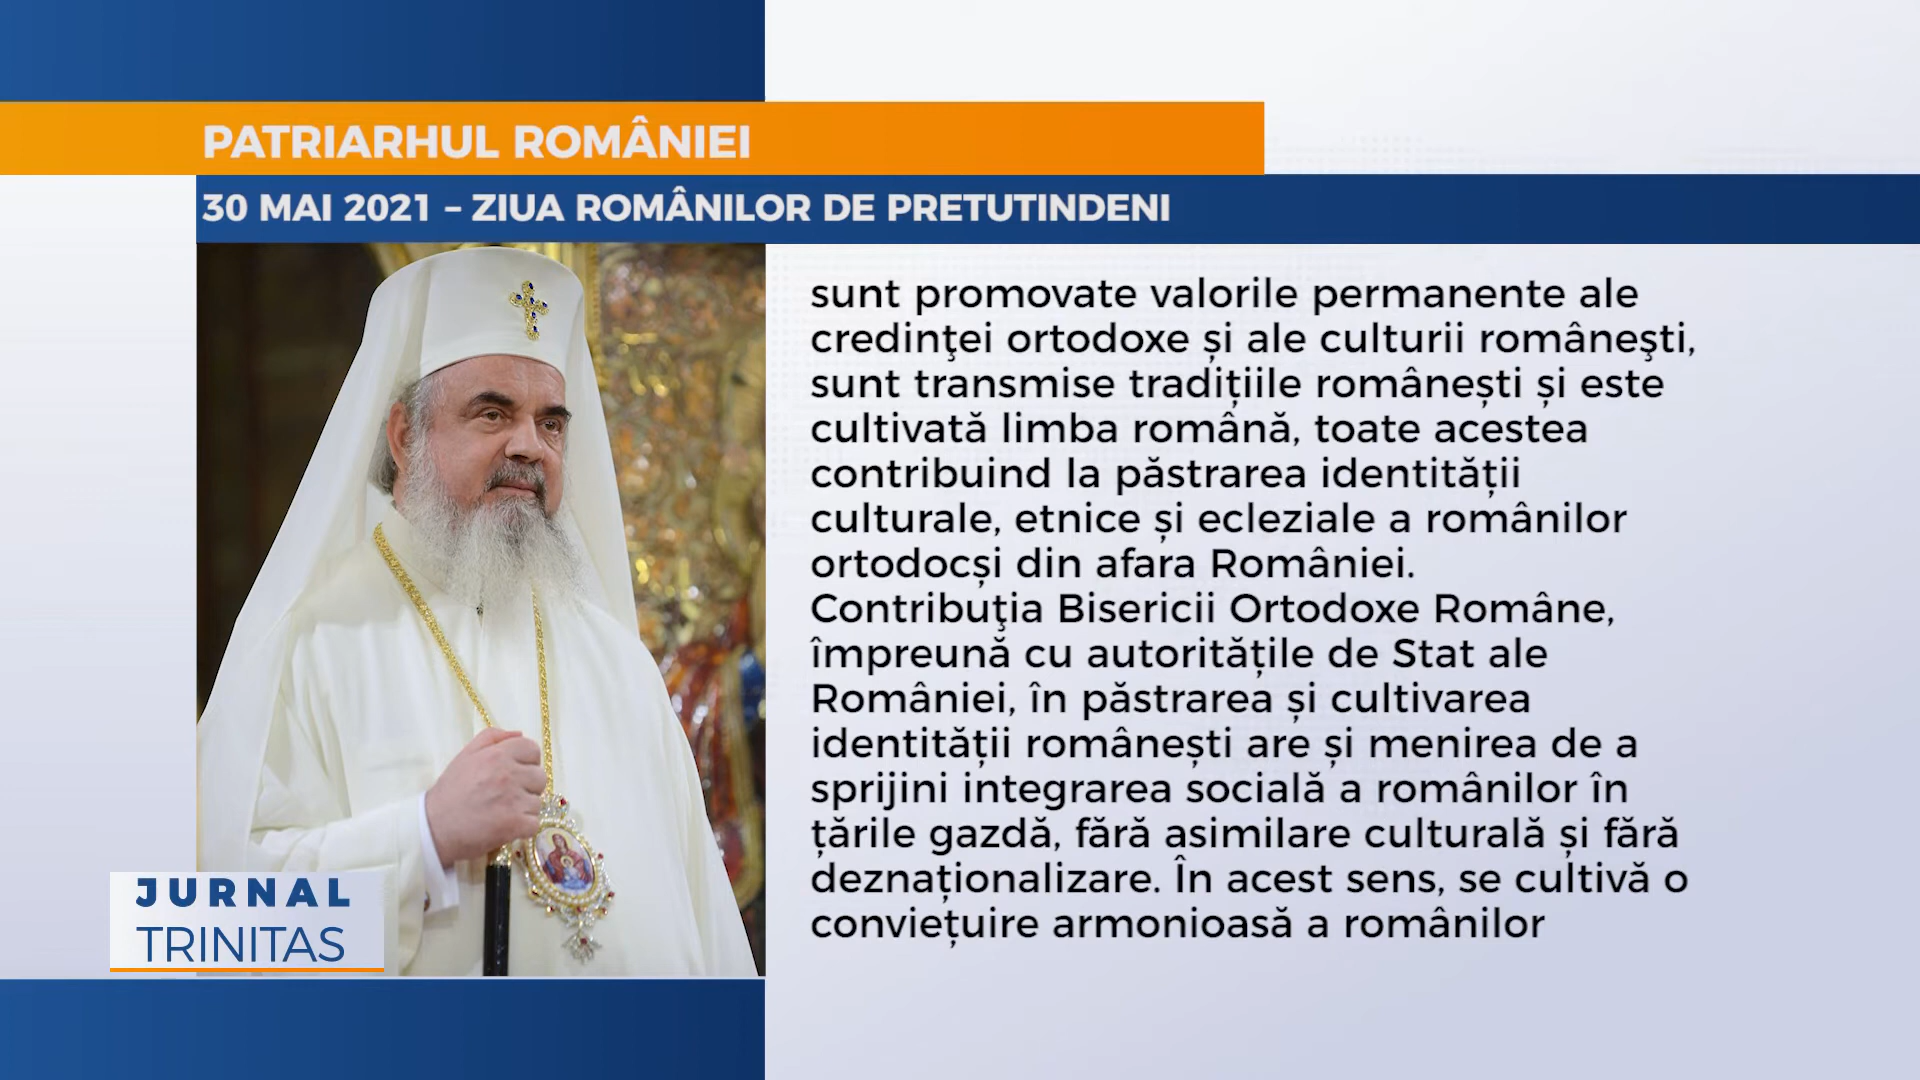 PATRIARHUL ROMÂNIEI
30 MAI 2021 – ZIUA ROMÂNILOR DE PRETUTINDENI
sunt promovate valorile permanente ale
credinţei ortodoxe și ale culturii româneşti,
sunt transmise tradițiile românești și este
cultivată limba română, toate acestea
contribuind la păstrarea identității
culturale, etnice și ecleziale a românilor
ortodocși din afara României.
Contribuţia Bisericii Ortodoxe Române,
împreună cu autoritățile de Stat ale
României, în păstrarea și cultivarea
identității românești are și menirea de a
sprijini integrarea socială a românilor în
țările gazdă, fără asimilare culturală și fără
deznaționalizare. În acest sens, se cultivă o
conviețuire armonioasă a românilor
JURNAL
TRINITAS